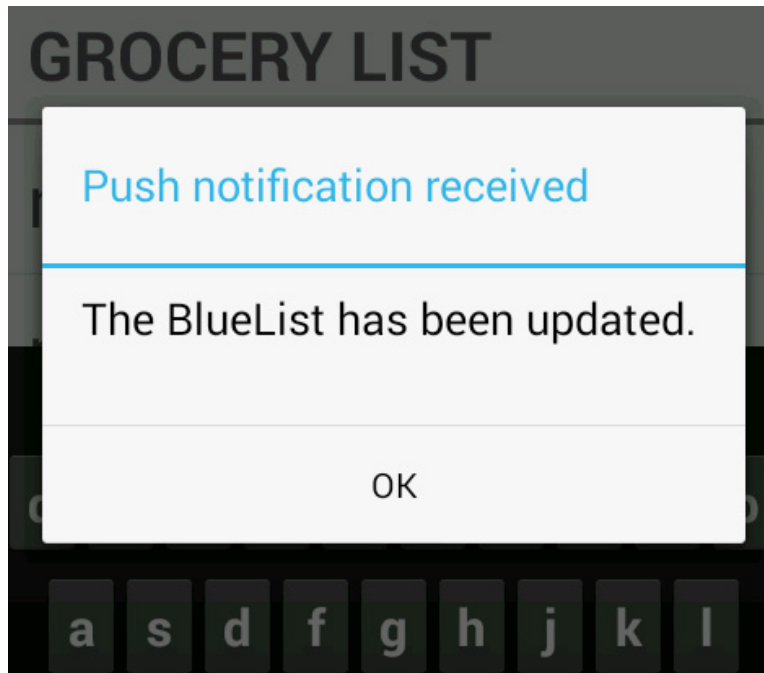 GROCERY LIST
Push notification received
The BlueList has been updated.
OK
a s d f g h j k l